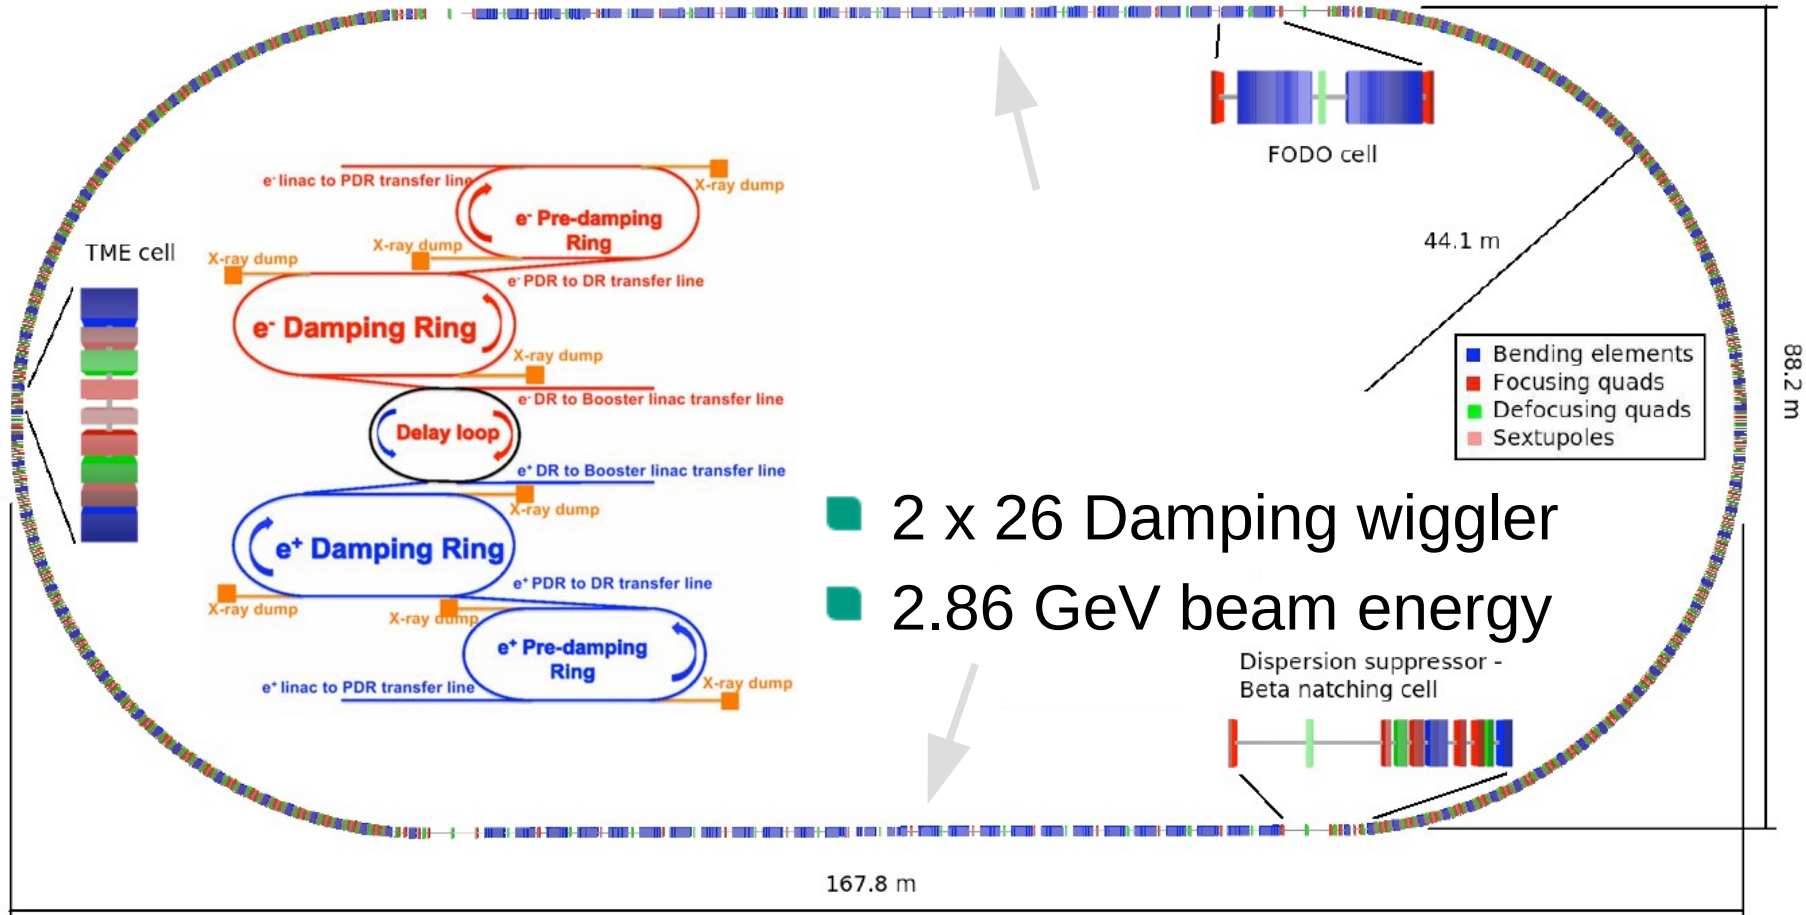 FODO cell
e⁻ linac to PDR transfer line
X-ray dump
e⁻ Pre-damping
Ring
44.1 m
TME cell
X-ray dump
X-ray dump
e⁻ PDR to DR transfer line
e⁻ Damping Ring
X-ray dump
e⁻ DR to Booster linac transfer line
Bending elements
Focusing quads
Defocusing quads
Sextupoles
88.2 m
Delay loop
e⁺ DR to Booster linac transfer line
X-ray dump
2 x 26 Damping wiggler
e⁺ Damping Ring
e⁺ PDR to DR transfer line
X-ray dump
X-ray dump
2.86 GeV beam energy
e⁺ Pre-damping
Ring
Dispersion suppressor -
Beta natching cell
e⁺ linac to PDR transfer line
X-ray dump
167.8 m